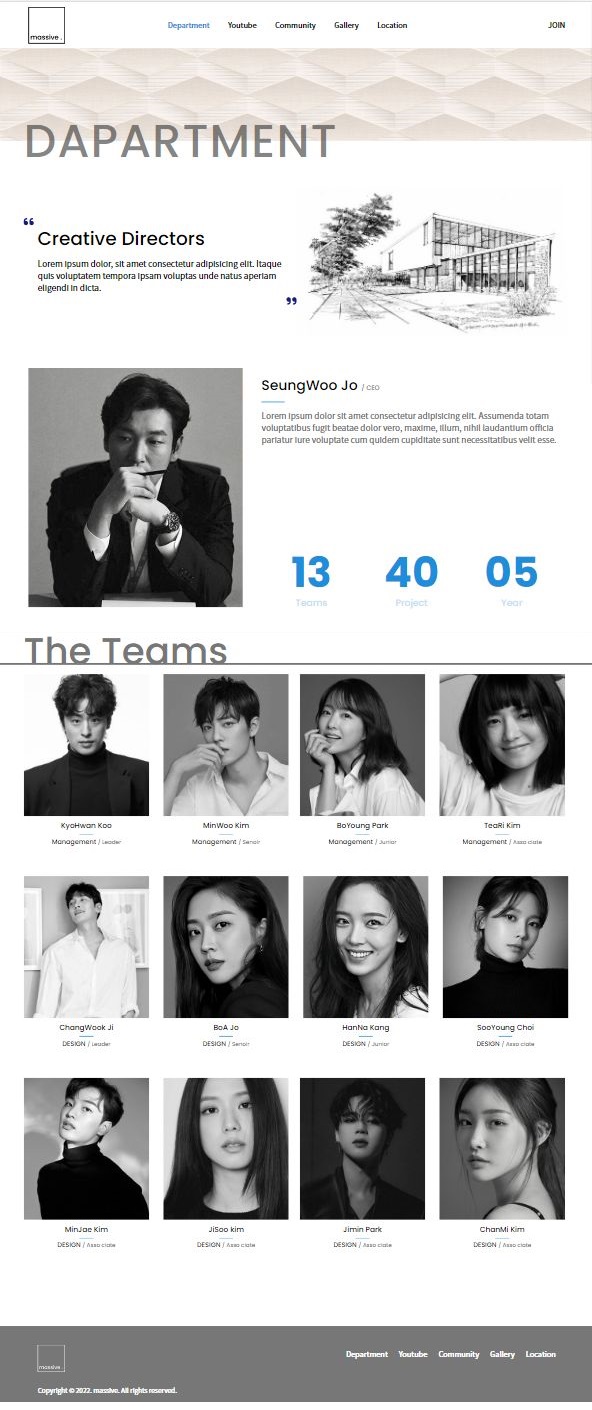 massive .
Department Youtube Community Gallery Location
JOIN
DAPARTMENT
“
Creative Directors
Lorem ipsum dolor, sit amet consectetur adipisicing elit. Itaque
quis voluptatem tempora ipsam voluptas unde natus aperiam
eligendi in dicta.
”
SeungWoo Jo / CEO
Lorem ipsum dolor sit amet consectetur adipisicing elit. Assumenda totam
voluptatibus fugit beatae dolor vero, maxime, illum, nihil laudantium officia
pariatur iure voluptate cum quidem cupiditate sunt necessitatibus velit esse.
13 40 05
Teams Project Year
The Teams
KyoHwan Koo MinWoo Kim BoYoung Park TeaRi Kim
Management / Leader Management / Senoir Management / Junior Management / Asso ciate
ChangWook Ji BoA Jo HanNa Kang SooYoung Choi
DESIGN / Leader DESIGN / Senoir DESIGN / Junior DESIGN / Asso ciate
MinJae Kim JiSoo kim Jimin Park ChanMi Kim
DESIGN / Asso ciate DESIGN / Asso ciate DESIGN / Asso ciate DESIGN / Asso ciate
massive .
Department Youtube Community Gallery Location
Copyright © 2022. massive. All rights reserved.